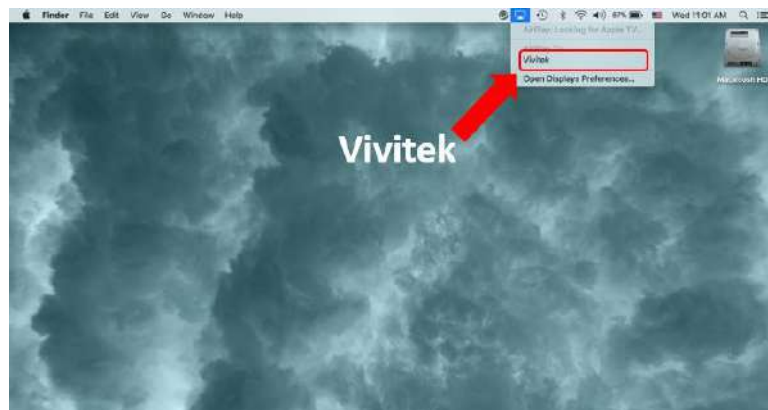 Finder File Edit View Go Window Help 67% Wed 11:01 AM
AirPlay: Looking for Apple TV...
Vivitek
Open Displays Preferences...
Macintosh HD
Vivitek